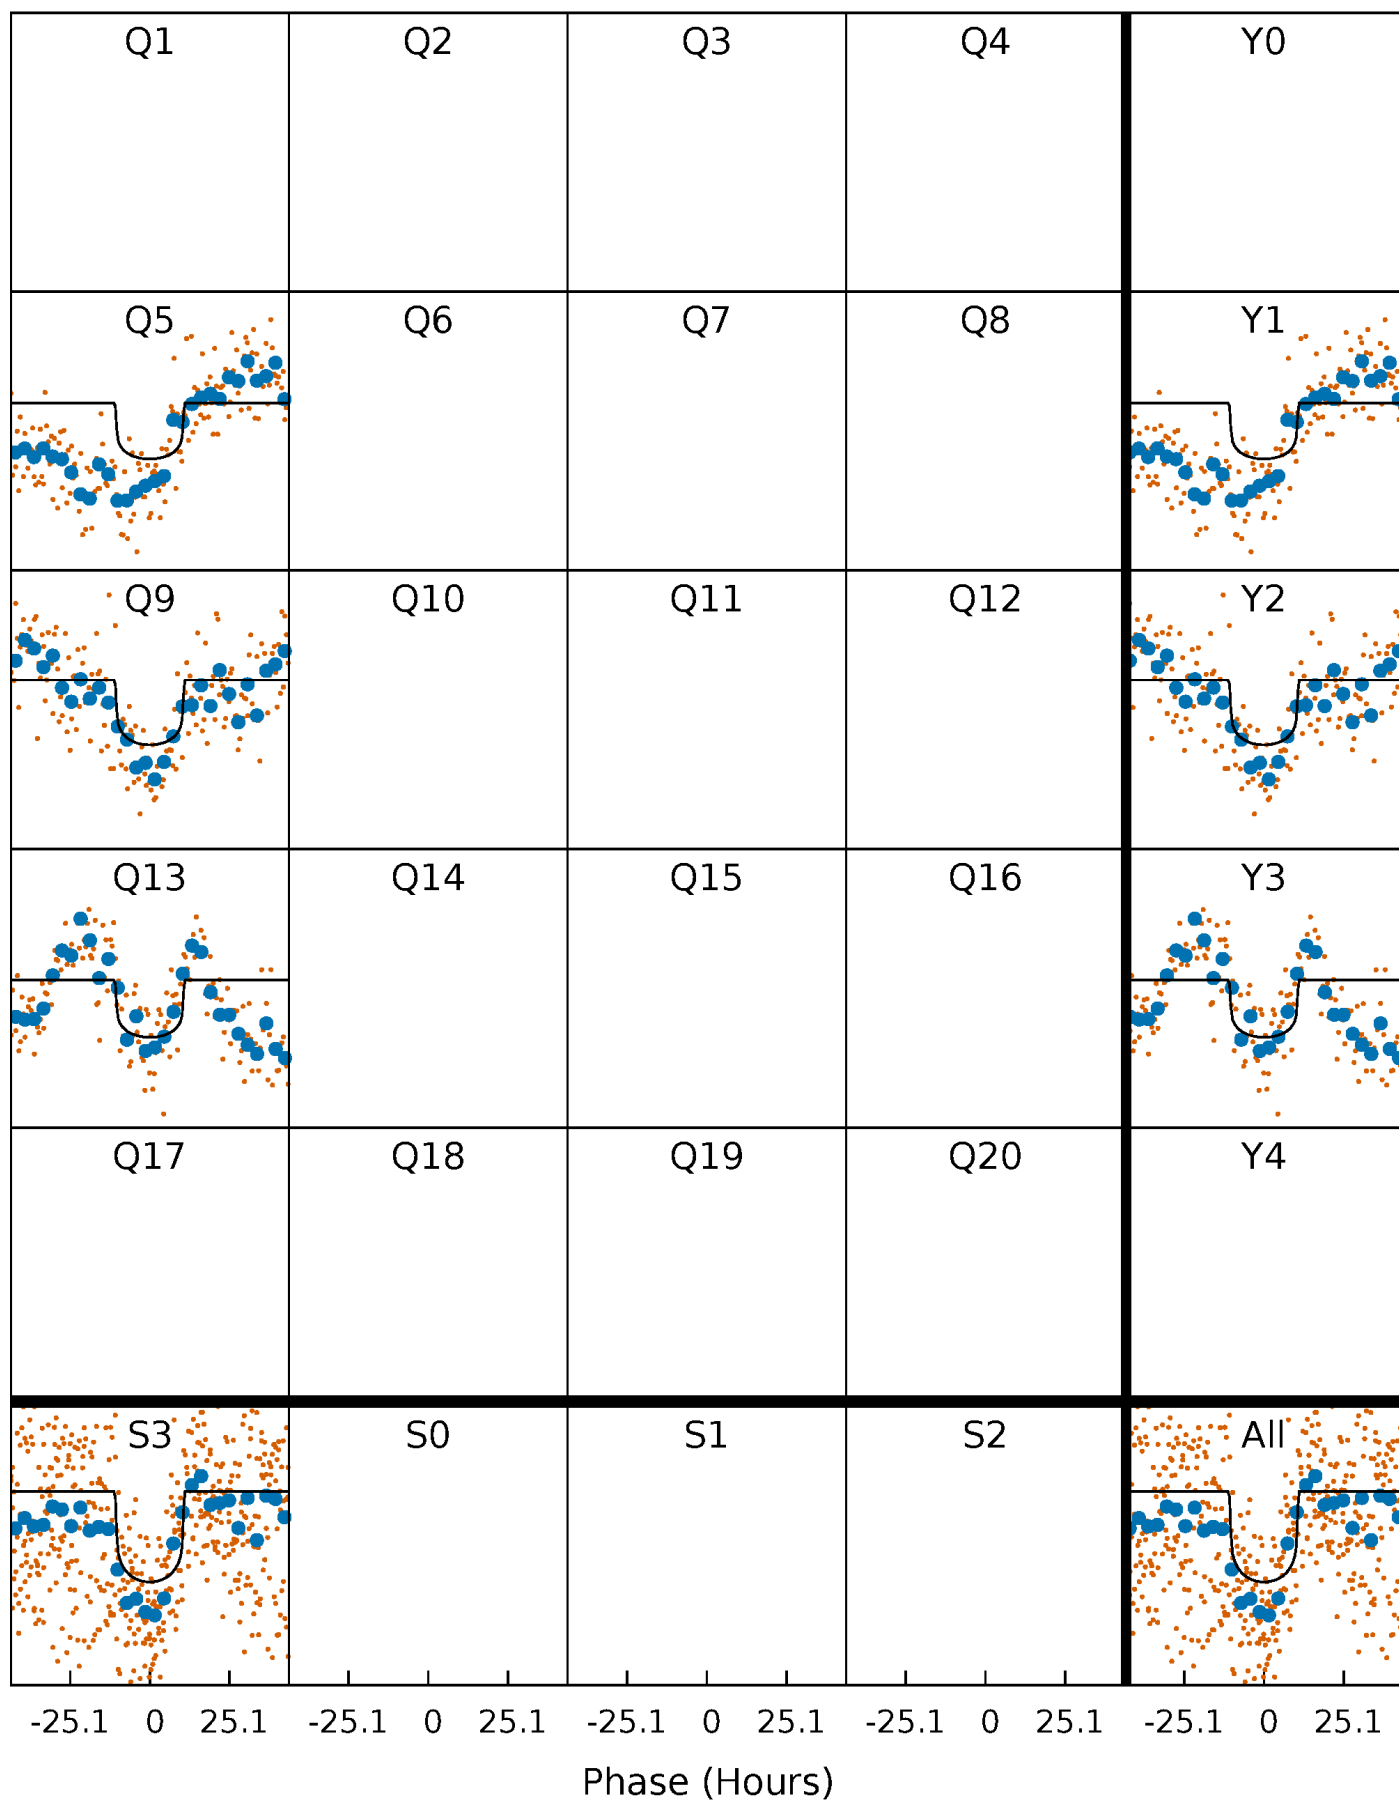 Q1 Q2 Q3 Q4 Y0
Q5 Q6 Q7 Q8 Y1
Q9 Q10 Q11 Q12 Y2
Q13 Q14 Q15 Q16 Y3
Q17 Q18 Q19 Q20 Y4
S3 S0 S1 S2 All
-25.1 0 25.1 -25.1 0 25.1 -25.1 0 25.1 -25.1 0 25.1 -25.1 0 25.1
Phase (Hours)